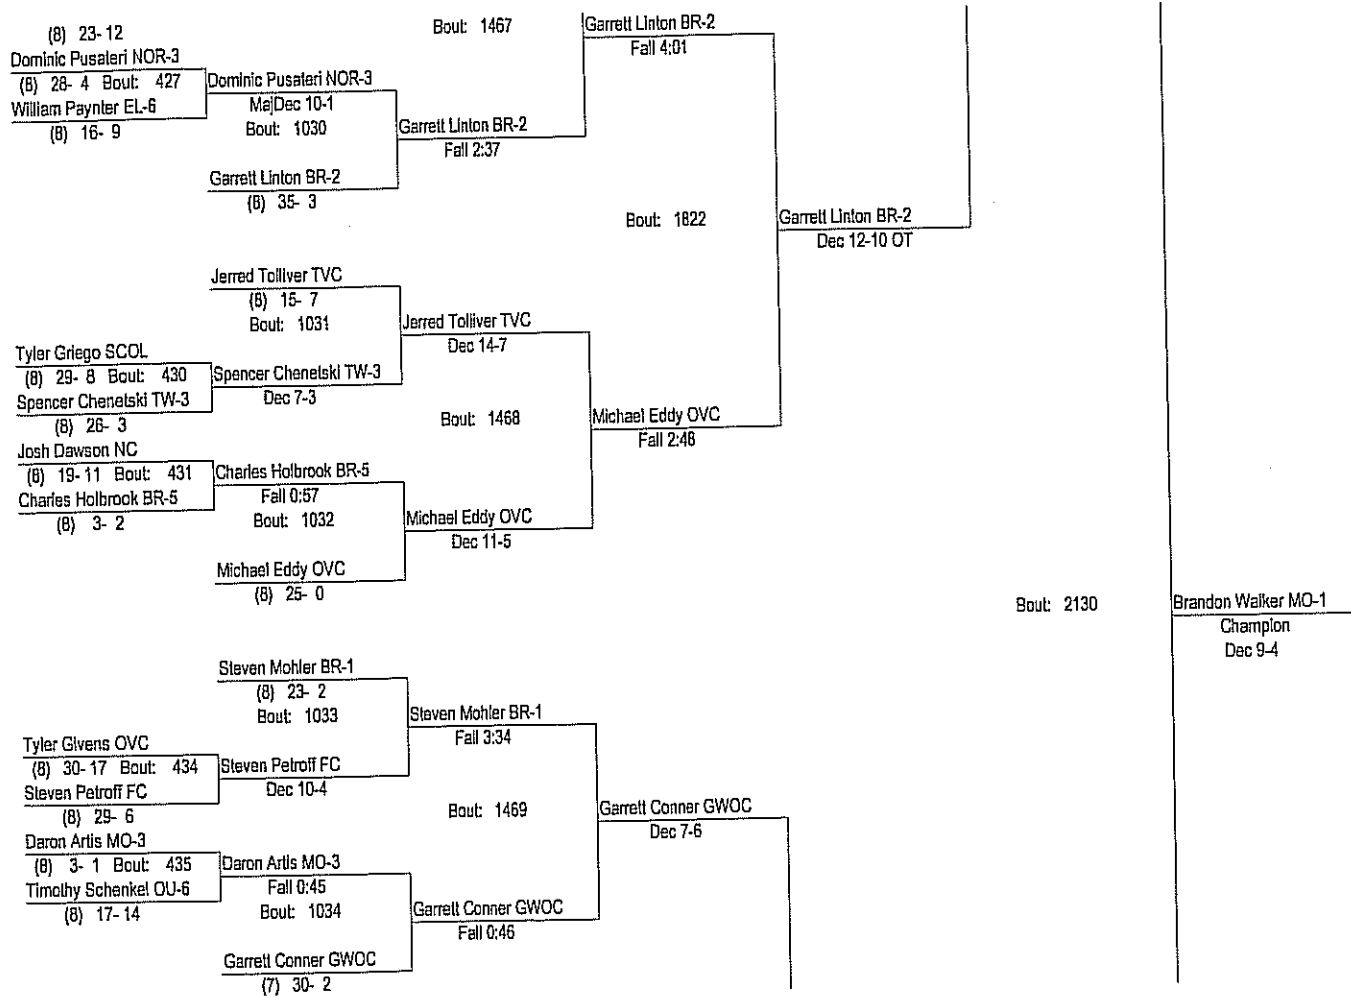 (8) 23- 12
Dominic Pusateri NOR-3
(8) 28- 4 Bout: 427
William Paynter EL-6
(8) 16- 9
Dominic Pusateri NOR-3
MajDec 10-1
Bout: 1030
Garrett Linton BR-2
(8) 35- 3
Garrett Linton BR-2
Fall 2:37
Bout: 1467
Garrett Linton BR-2
Fall 4:01
Jerred Tolliver TVC
(8) 15- 7
Bout: 1031
Tyler Griego SCOL
(8) 29- 8 Bout: 430
Spencer Chenetski TW-3
(8) 26- 3
Spencer Chenetski TW-3
Dec 7-3
Jerred Tolliver TVC
Dec 14-7
Josh Dawson NC
(8) 19- 11 Bout: 431
Charles Holbrook BR-5
(8) 3- 2
Charles Holbrook BR-5
Fall 0:57
Bout: 1032
Michael Eddy OVC
(8) 25- 0
Michael Eddy OVC
Dec 11-5
Bout: 1468
Michael Eddy OVC
Fall 2:46
Bout: 1822
Garrett Linton BR-2
Dec 12-10 OT
Steven Mohler BR-1
(8) 23- 2
Bout: 1033
Tyler Givens OVC
(8) 30- 17 Bout: 434
Steven Petroff FC
(8) 29- 6
Steven Petroff FC
Dec 10-4
Steven Mohler BR-1
Fall 3:34
Daron Artis MO-3
(8) 3- 1 Bout: 435
Timothy Schenkel OU-6
(8) 17- 14
Daron Artis MO-3
Fall 0:45
Bout: 1034
Garrett Conner GWOC
(7) 30- 2
Garrett Conner GWOC
Fall 0:46
Bout: 1469
Garrett Conner GWOC
Dec 7-6
Bout: 2130
Brandon Walker MO-1
Champion
Dec 9-4